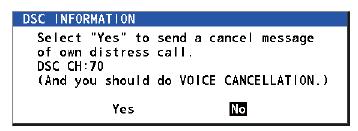 DSC INFORMATION
Select "Yes" to send a cancel message
of own distress call.
DSC CH:70
(And you should do VOICE CANCELLATION.)
Yes No